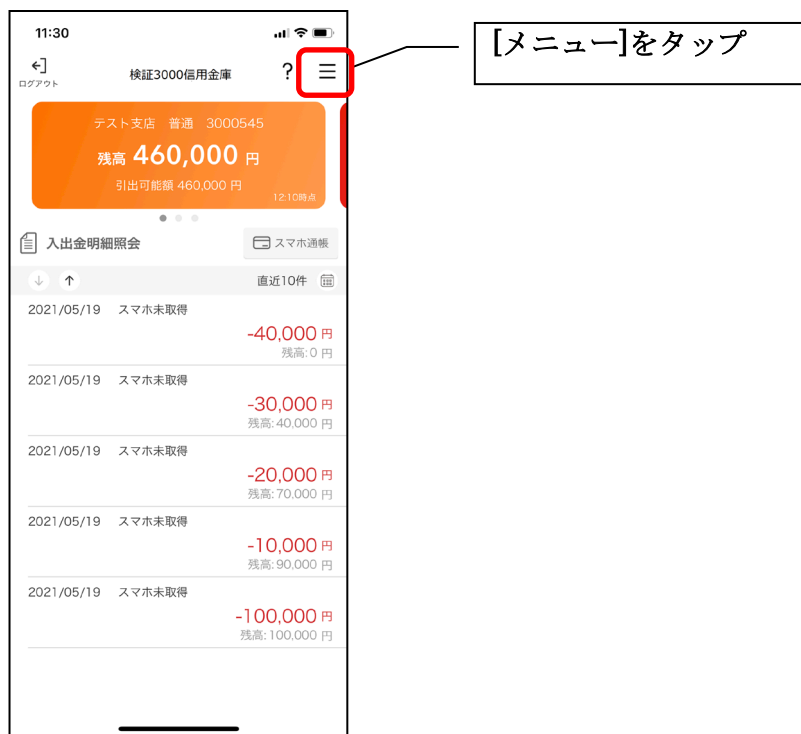 11:30
[メニュー]をタップ
ログアウト
検証3000信用金庫
?
テスト支店 普通 3000545
残高 460,000 円
引出可能額 460,000 円
12:10時点
入出金明細照会
スマホ通帳
直近10件
2021/05/19 スマホ未取得
-40,000 円
残高:0 円
2021/05/19 スマホ未取得
-30,000 円
残高:40,000 円
2021/05/19 スマホ未取得
-20,000 円
残高:70,000 円
2021/05/19 スマホ未取得
-10,000 円
残高:90,000 円
2021/05/19 スマホ未取得
-100,000 円
残高:100,000 円